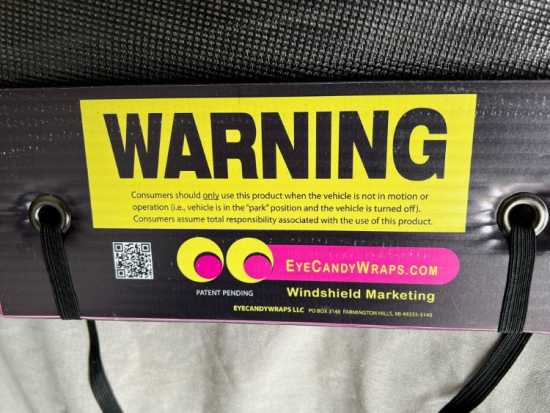 WARNING
Consumers should only use this product when the vehicle is not in motion or
operation (i.e., vehicle is in the "park" position and the vehicle is turned off).
Consumers assume total responsibility associated with the use of this product.
EYECANDYWRAPS.COM
PATENT PENDING
Windshield Marketing
EYECANDYWRAPS LLC PO BOX 3148 FARMINGTON HILLS, MI 48333-3148